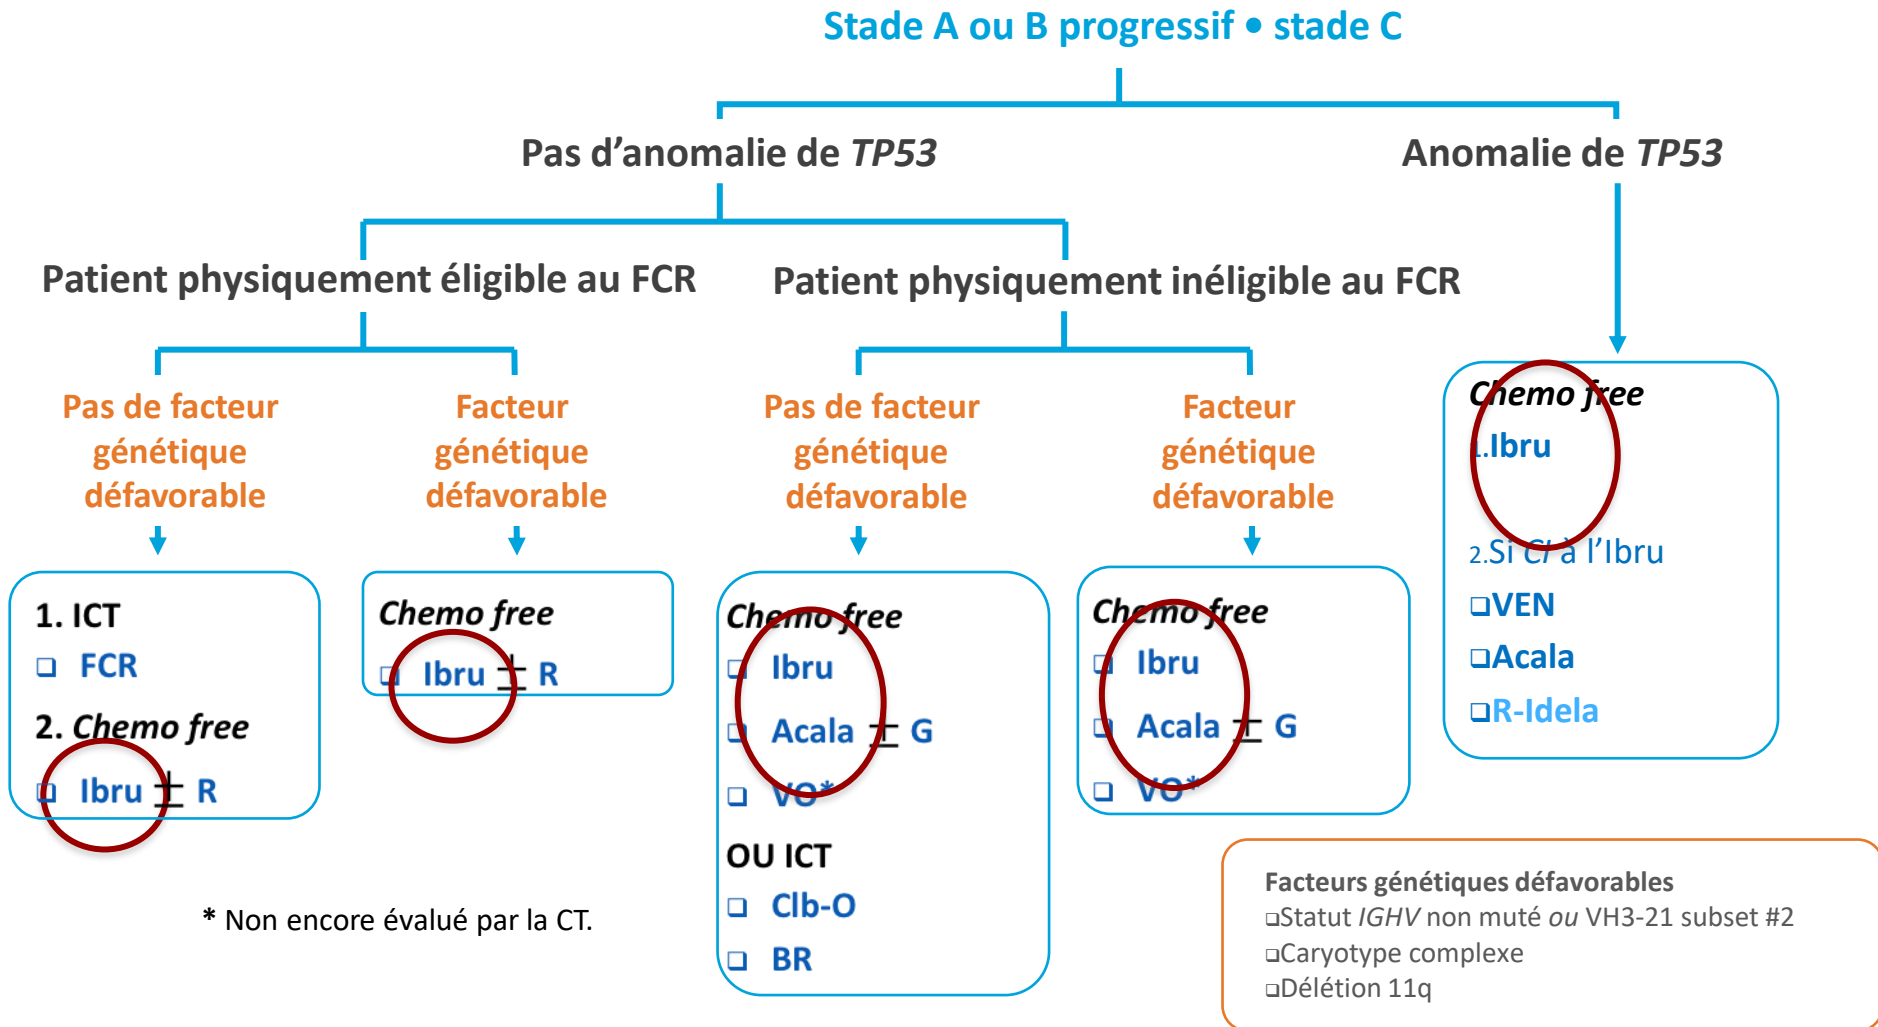 Stade A ou B progressif • stade C
Pas d’anomalie de TP53
Anomalie de TP53
Patient physiquement éligible au FCR
Patient physiquement inéligible au FCR
Pas de facteur
génétique
défavorable
Facteur
génétique
défavorable
Pas de facteur
génétique
défavorable
Facteur
génétique
défavorable
1. ICT
❑ FCR
2. Chemo free
❑ Ibru ± R
Chemo free
❑ Ibru ± R
Chemo free
❑ Ibru
❑ Acala ± G
❑ VO*
OU ICT
❑ Clb-O
❑ BR
Chemo free
❑ Ibru
❑ Acala ± G
❑ VO*
Chemo free
1.Ibru
2.Si CI à l’Ibru
❑VEN
❑Acala
❑R-Idela
* Non encore évalué par la CT.
Facteurs génétiques défavorables
❑Statut IGHV non muté ou VH3-21 subset #2
❑Caryotype complexe
❑Délétion 11q